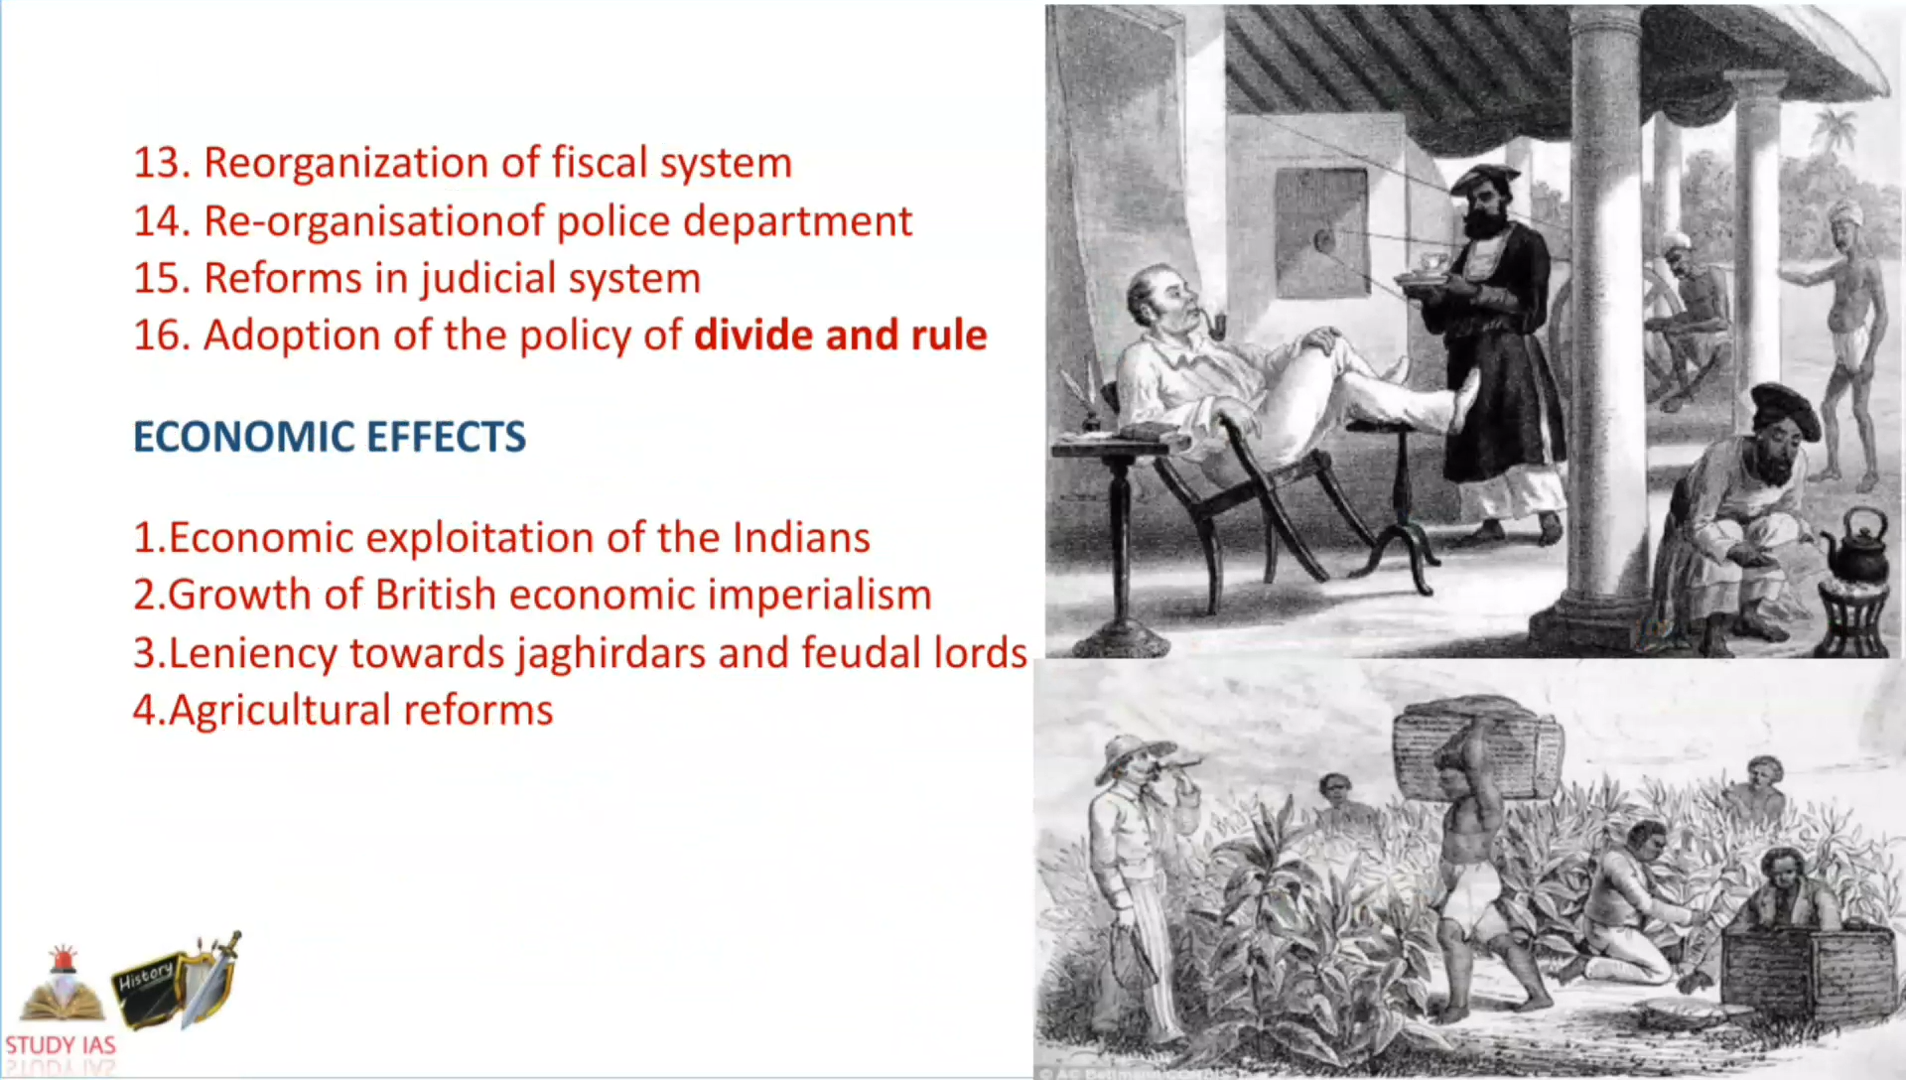 13. Reorganization of fiscal system
14. Re-organisationof police department
15. Reforms in judicial system
16. Adoption of the policy of divide and rule
ECONOMIC EFFECTS
1.Economic exploitation of the Indians
2.Growth of British economic imperialism
3.Leniency towards jaghirdars and feudal lords
4.Agricultural reforms
History
STUDY IAS